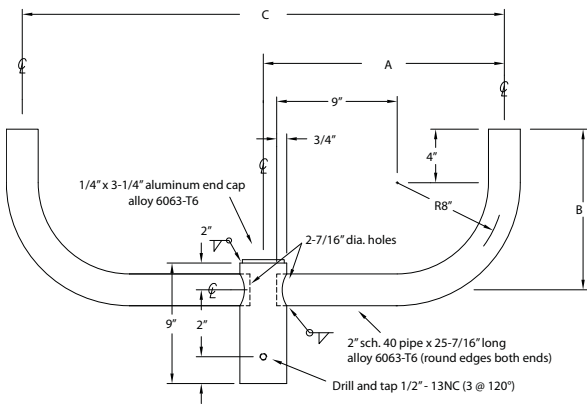 C
A
℄
℄
9"
℄
3/4"
4"
1/4" x 3-1/4" aluminum end cap
alloy 6063-T6
R8"
B
2"
2-7/16" dia. holes
℄
9"
2"
2" sch. 40 pipe x 25-7/16" long
alloy 6063-T6 (round edges both ends)
Drill and tap 1/2" - 13NC (3 @ 120°)